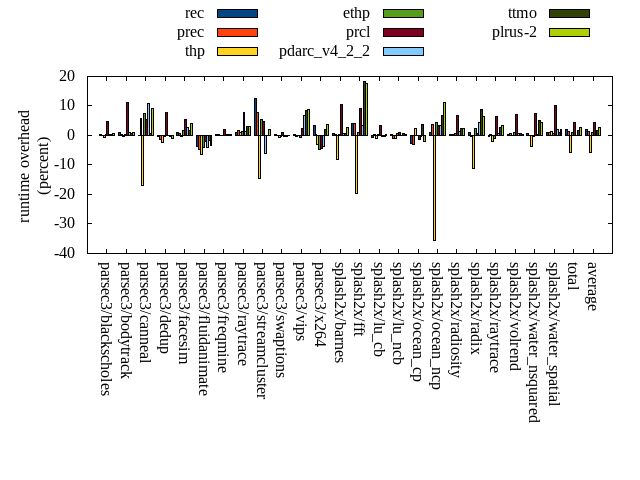 rec
prec
thp
ethp
prcl
pdarc_v4_2_2
ttmo
plrus-2
runtime overhead
(percent)
20
10
0
-10
-20
-30
-40
parsec3/blackscholes
parsec3/bodytrack
parsec3/canneal
parsec3/dedup
parsec3/facesim
parsec3/fluidanimate
parsec3/freqmine
parsec3/raytrace
parsec3/streamcluster
parsec3/swaptions
parsec3/vips
parsec3/x264
splash2x/barnes
splash2x/fft
splash2x/lu_cb
splash2x/lu_ncb
splash2x/ocean_cp
splash2x/ocean_ncp
splash2x/radiosity
splash2x/radix
splash2x/raytrace
splash2x/volrend
splash2x/water_nsquared
splash2x/water_spatial
total
average